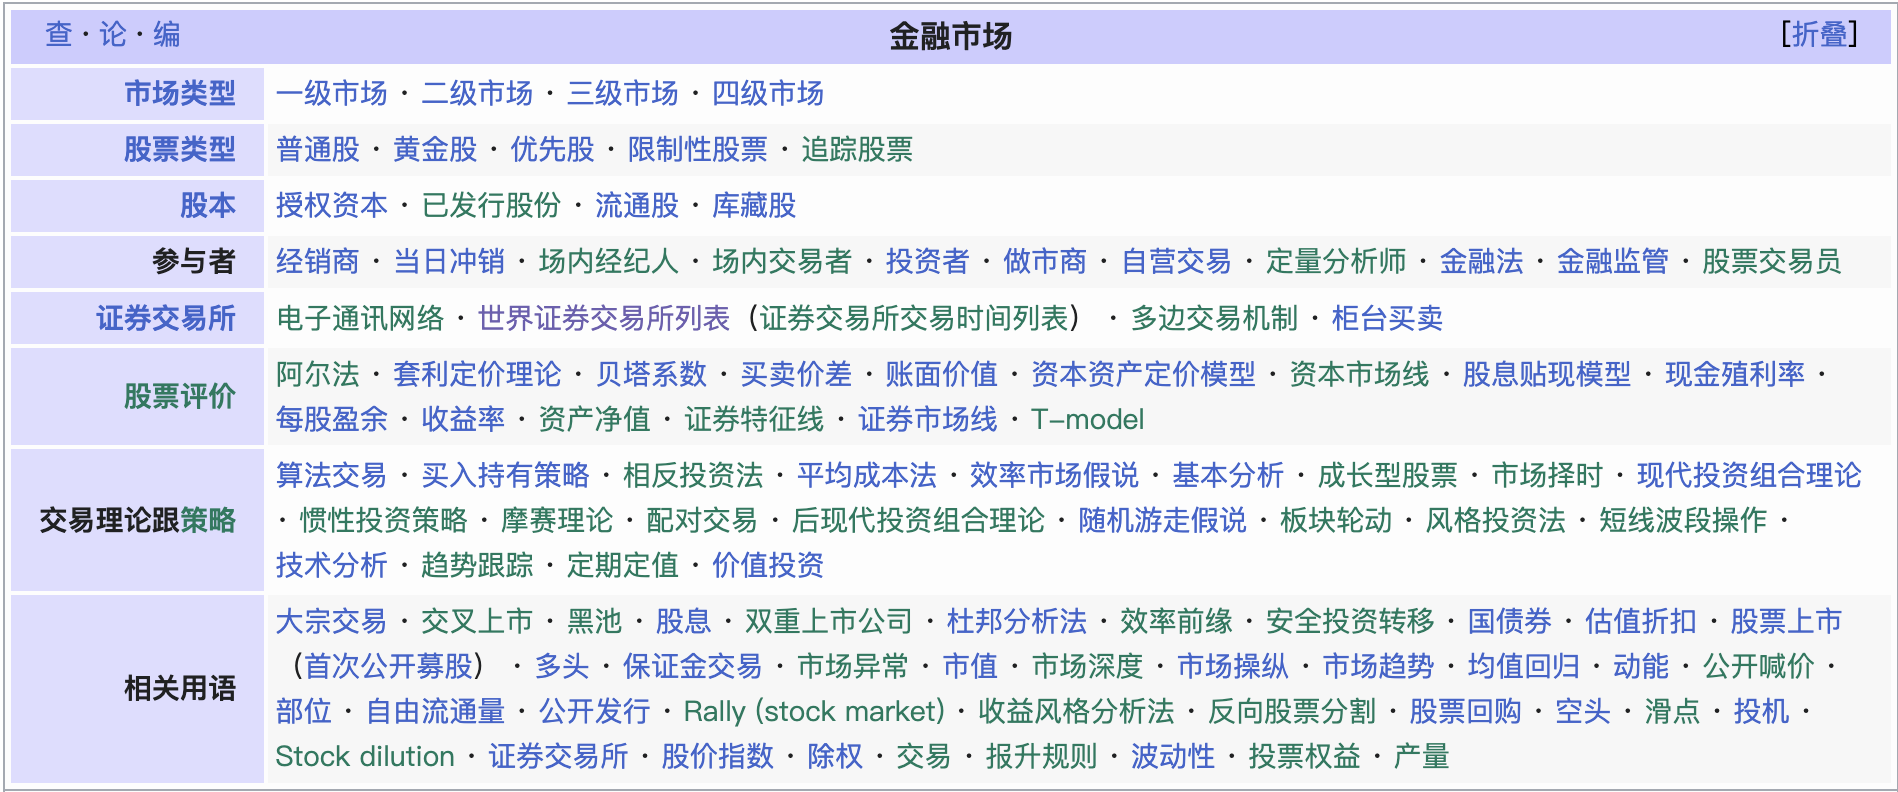 查 · 论 · 编 金融市场 [折叠]
市场类型 一级市场 · 二级市场 · 三级市场 · 四级市场
股票类型 普通股 · 黄金股 · 优先股 · 限制性股票 · 追踪股票
股本 授权资本 · 已发行股份 · 流通股 · 库藏股
参与者 经销商 · 当日冲销 · 场内经纪人 · 场内交易者 · 投资者 · 做市商 · 自营交易 · 定量分析师 · 金融法 · 金融监管 · 股票交易员
证券交易所 电子通讯网络 · 世界证券交易所列表（证券交易所交易时间列表） · 多边交易机制 · 柜台买卖
股票评价 阿尔法 · 套利定价理论 · 贝塔系数 · 买卖价差 · 账面价值 · 资本资产定价模型 · 资本市场线 · 股息贴现模型 · 现金殖利率 ·
每股盈余 · 收益率 · 资产净值 · 证券特征线 · 证券市场线 · T-model
交易理论跟策略 算法交易 · 买入持有策略 · 相反投资法 · 平均成本法 · 效率市场假说 · 基本分析 · 成长型股票 · 市场择时 · 现代投资组合理论
· 惯性投资策略 · 摩赛理论 · 配对交易 · 后现代投资组合理论 · 随机游走假说 · 板块轮动 · 风格投资法 · 短线波段操作 ·
技术分析 · 趋势跟踪 · 定期定值 · 价值投资
相关用语 大宗交易 · 交叉上市 · 黑池 · 股息 · 双重上市公司 · 杜邦分析法 · 效率前缘 · 安全投资转移 · 国债券 · 估值折扣 · 股票上市
（首次公开募股） · 多头 · 保证金交易 · 市场异常 · 市值 · 市场深度 · 市场操纵 · 市场趋势 · 均值回归 · 动能 · 公开喊价 ·
部位 · 自由流通量 · 公开发行 · Rally (stock market) · 收益风格分析法 · 反向股票分割 · 股票回购 · 空头 · 滑点 · 投机 ·
Stock dilution · 证券交易所 · 股价指数 · 除权 · 交易 · 报升规则 · 波动性 · 投票权益 · 产量